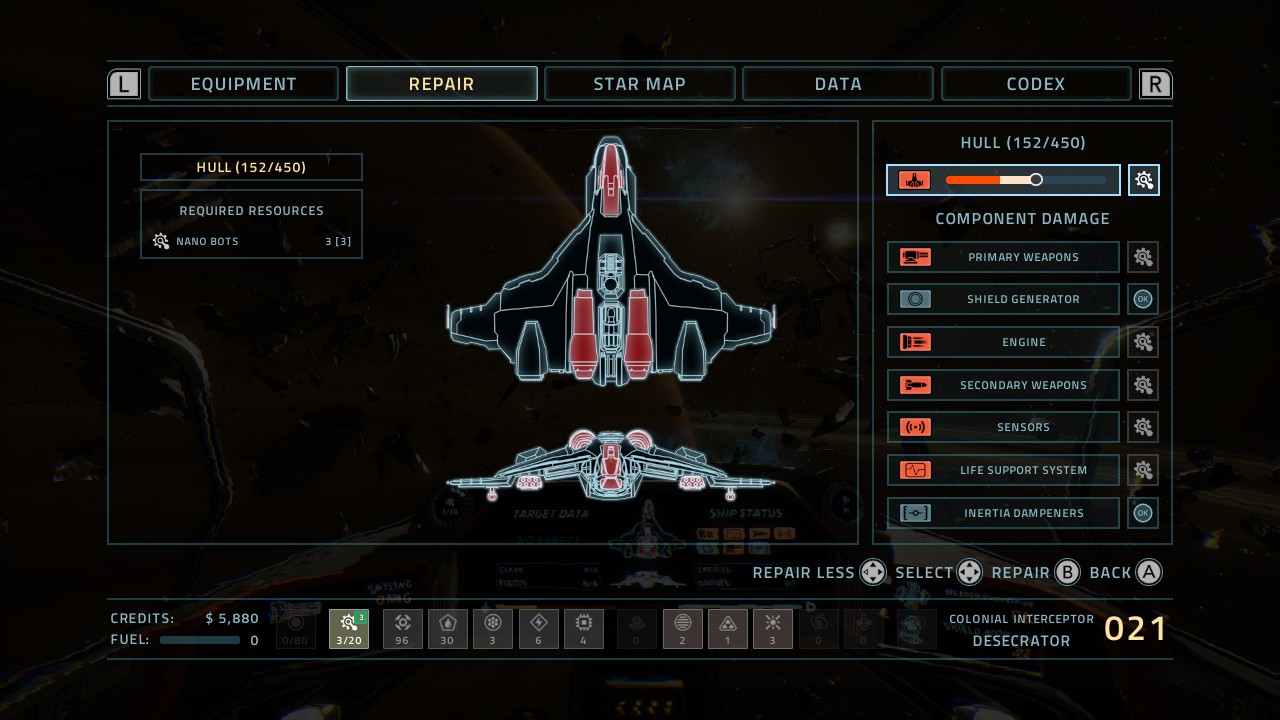 L
EQUIPMENT
REPAIR
STAR MAP
DATA
CODEX
R
HULL (152/450)
REQUIRED RESOURCES
NANO BOTS 3 [3]
HULL (152/450)
COMPONENT DAMAGE
PRIMARY WEAPONS
SHIELD GENERATOR OK
ENGINE
SECONDARY WEAPONS
SENSORS
LIFE SUPPORT SYSTEM
INERTIA DAMPENERS OK
TARGET DATA
SHIP STATUS
NO TARGET
REPAIR LESS SELECT REPAIR B BACK A
CREDITS: $ 5,880
FUEL: 0
0/80
3
3/20
96
30
3
6
4
0
2
1
3
0
0
COLONIAL INTERCEPTOR
DESECRATOR
021